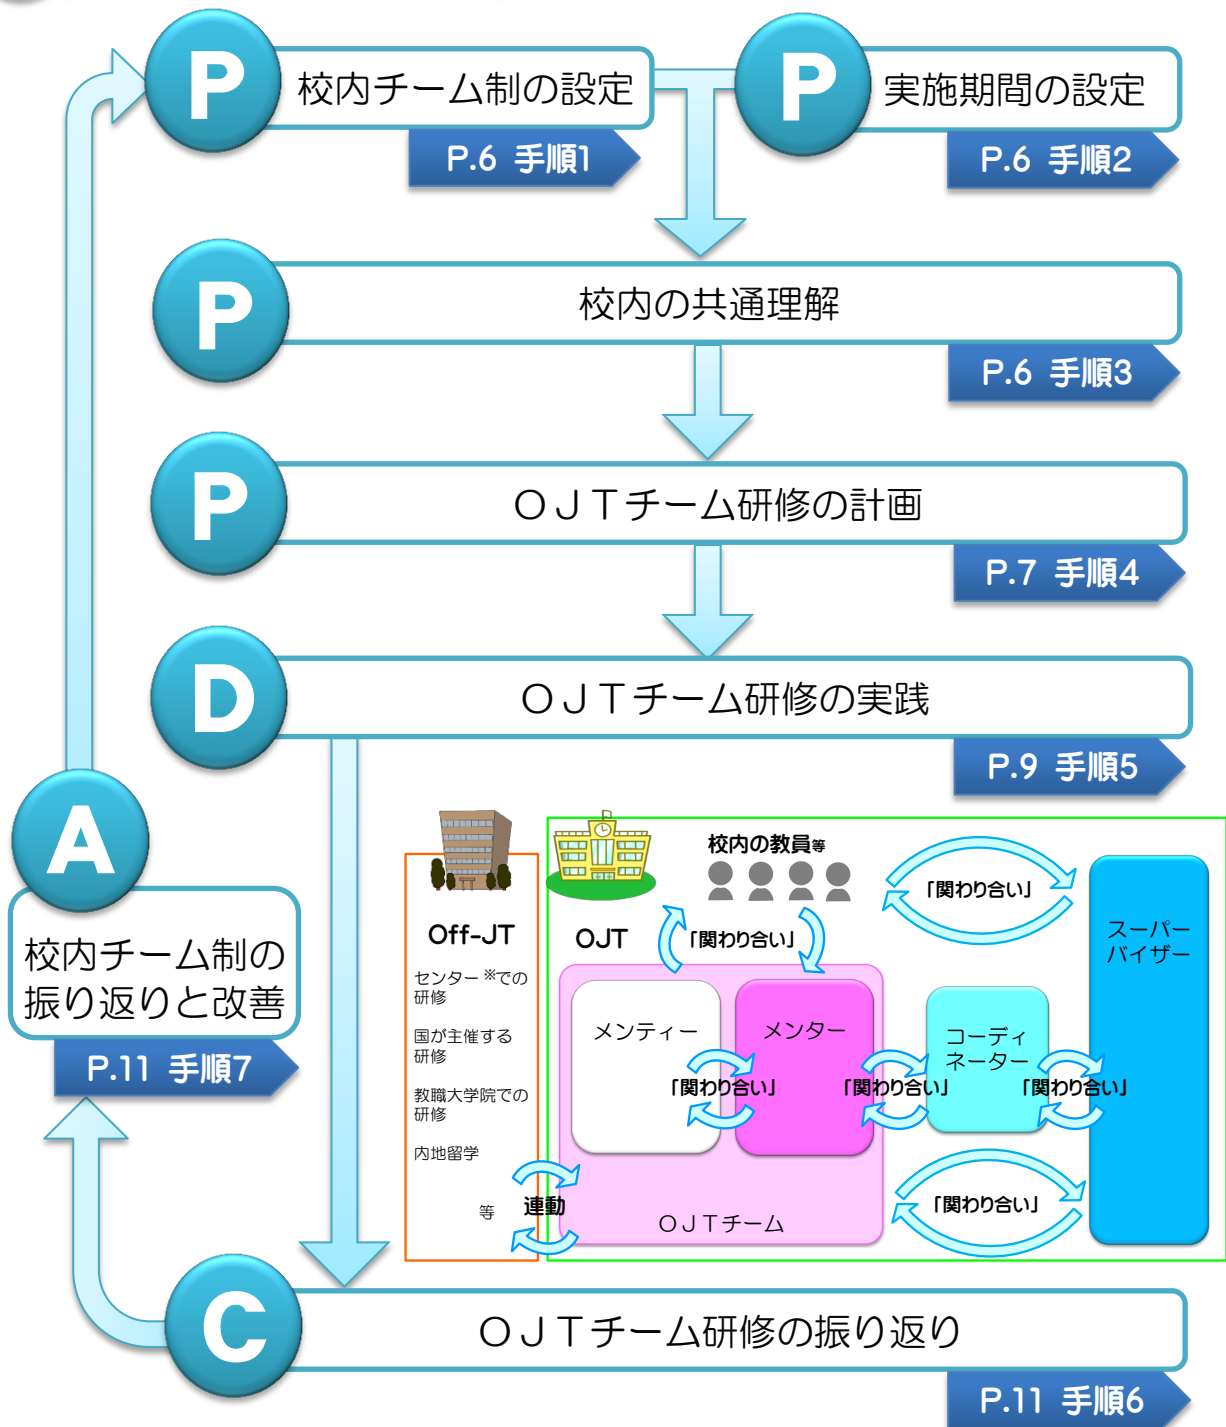 P
校内チーム制の設定
P.6 手順1
P
実施期間の設定
P.6 手順2
P
校内の共通理解
P.6 手順3
P
ＯＪＴチーム研修の計画
P.7 手順4
D
ＯＪＴチーム研修の実践
P.9 手順5
A
校内チーム制の
振り返りと改善
P.11 手順7
Off-JT
センター※での
研修
国が主催する
研修
教職大学院での
研修
内地留学
等
連動
OJT
校内の教員等
「関わり合い」
「関わり合い」
スーパー
バイザー
メンティー
メンター
コーディ
ネーター
「関わり合い」
「関わり合い」
「関わり合い」
「関わり合い」
ＯＪＴチーム
C
ＯＪＴチーム研修の振り返り
P.11 手順6